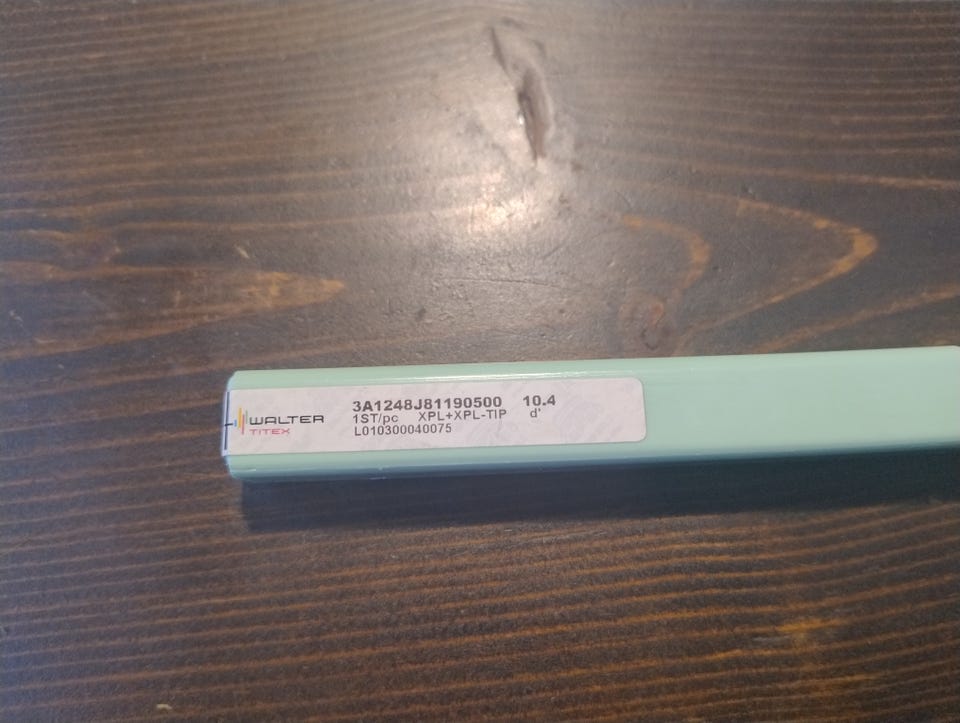 WALTER
TITEX
3A1248J81190500 10.4
1ST/pc XPL+XPL-TIP d'
L010300040075